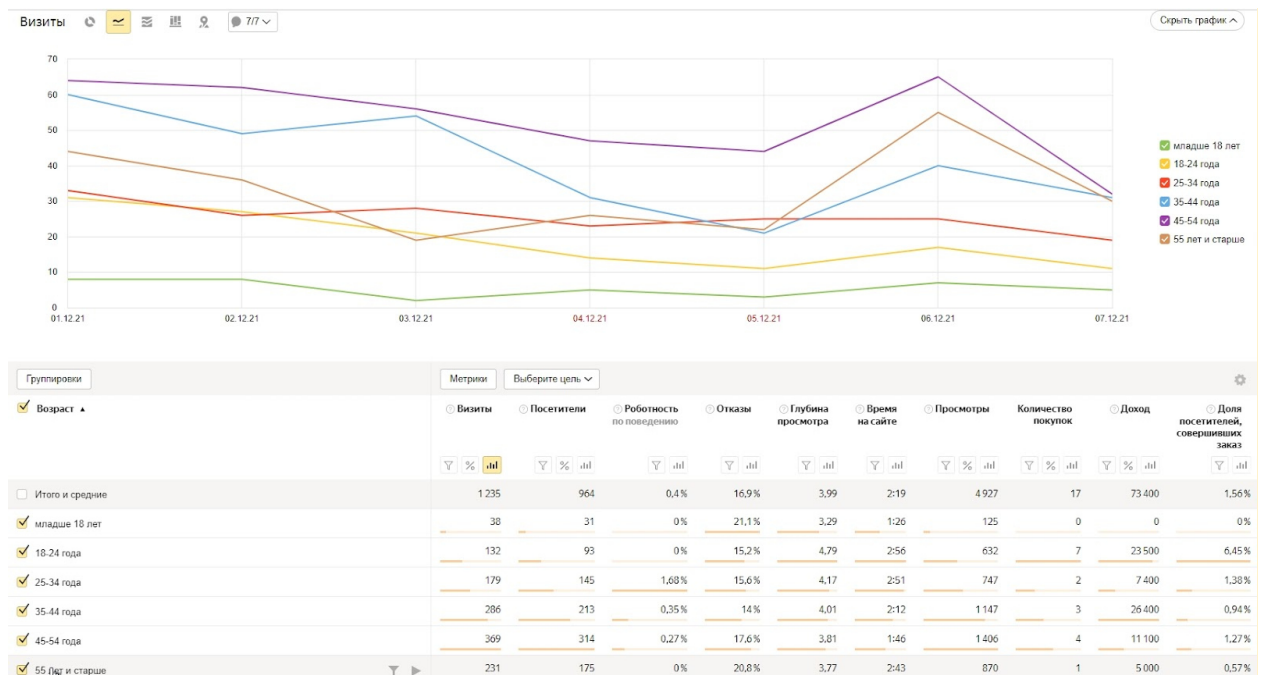 Визиты 7/7 Скрыть график
70
60
50
40
30
20
10
0
младше 18 лет
18-24 года
25-34 года
35-44 года
45-54 года
55 лет и старше
01.12.21 02.12.21 03.12.21 04.12.21 05.12.21 06.12.21 07.12.21
Группировки Метрики Выберите цель
Возраст Визиты Посетители Роботность Отказы Глубина Время Просмотры Количество Доход Доля
по поведению просмотра на сайте покупок посетителей,
совершивших
заказ
% % % % %
Итого и средние 1 235 964 0,4 % 16,9 % 3,99 2:19 4 927 17 73 400 1,56 %
младше 18 лет 38 31 0 % 21,1 % 3,29 1:26 125 0 0 0 %
18-24 года 132 93 0 % 15,2 % 4,79 2:56 632 7 23 500 6,45 %
25-34 года 179 145 1,68 % 15,6 % 4,17 2:51 747 2 7 400 1,38 %
35-44 года 286 213 0,35 % 14 % 4,01 2:12 1 147 3 26 400 0,94 %
45-54 года 369 314 0,27 % 17,6 % 3,81 1:46 1 406 4 11 100 1,27 %
55 лет и старше 231 175 0 % 20,8 % 3,77 2:43 870 1 5 000 0,57 %